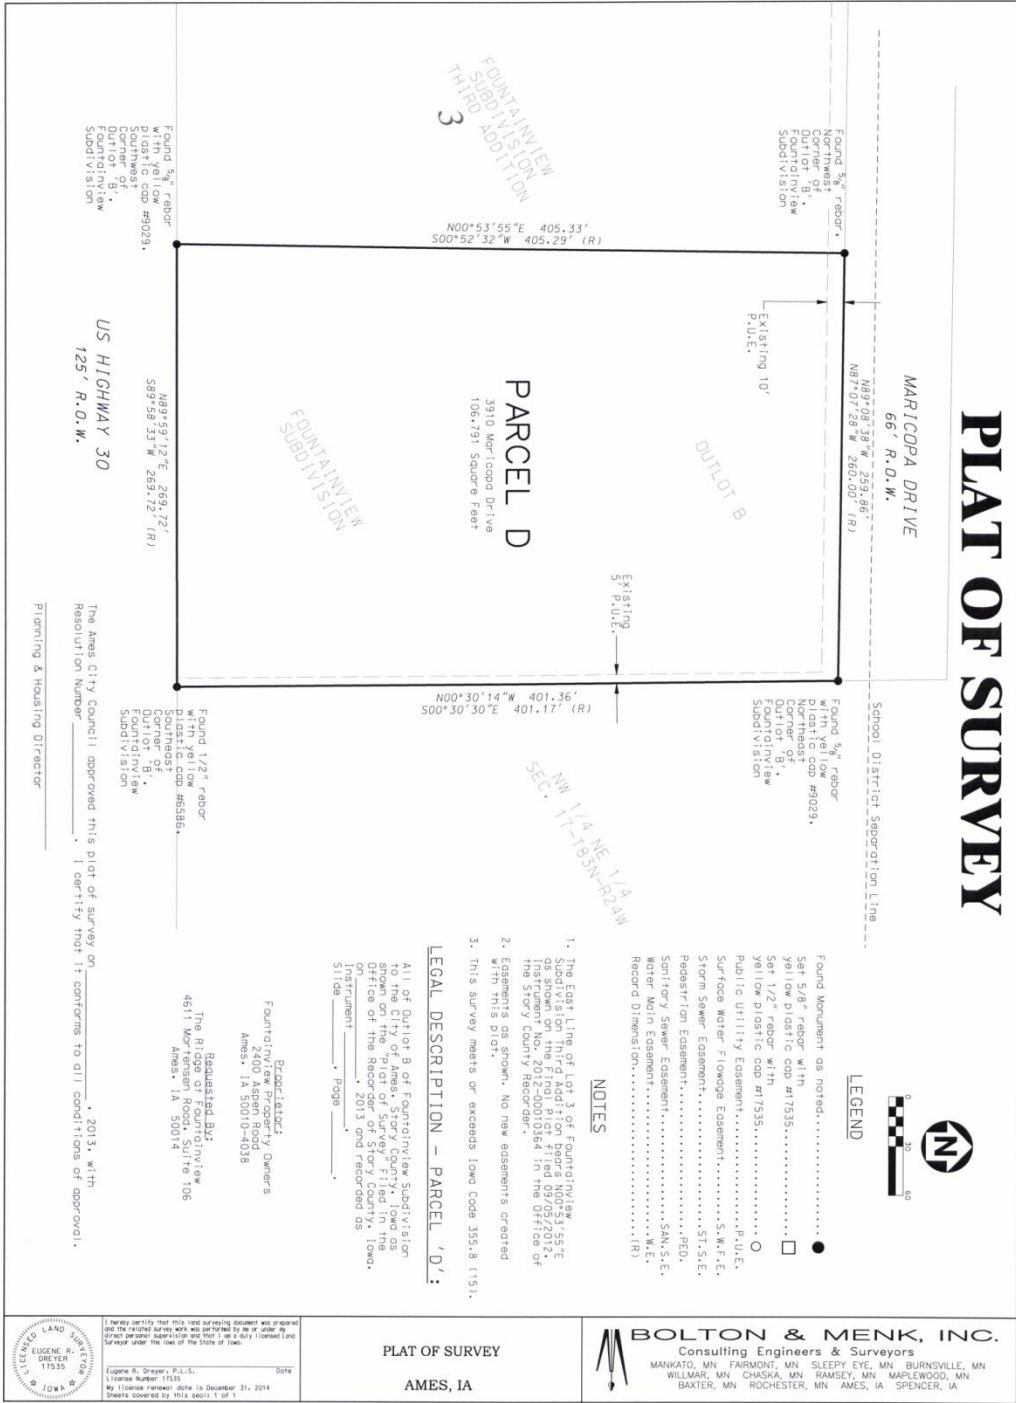 PLAT OF SURVEY
MARICOPA DRIVE
66' R.O.W.
School District Separation Line
N89°08'38"W 259.86'
N87°07'28"W 260.00' (R)
Found 5/8" rebar,
Northwest
Corner of
Outlot 'B',
Fountainview
Subdivision
Found 5/8" rebar
with yellow
plastic cap #9029,
Northeast
Corner of
Outlot 'B',
Fountainview
Subdivision
Existing 10'
P.U.E.
OUTLOT B
FOUNTAINVIEW
SUBDIVISION
THIRD ADDITION
3
N00°53'55"E 405.33'
S00°52'32"W 405.29' (R)
PARCEL D
3910 Maricopa Drive
106,791 Square Feet
Existing
5' P.U.E.
N00°30'14"W 401.36'
S00°30'30"E 401.17' (R)
NW 1/4 NE 1/4
SEC. 17-T83N-R24W
FOUNTAINVIEW
SUBDIVISION
N89°59'12"E 269.72'
S89°58'33"W 269.72' (R)
US HIGHWAY 30
125' R.O.W.
Found 5/8" rebar
with yellow
plastic cap #9029,
Southwest
Corner of
Outlot 'B',
Fountainview
Subdivision
Found 1/2" rebar
with yellow
plastic cap #6586,
Southeast
Corner of
Outlot 'B',
Fountainview
Subdivision
N
0 30 60
LEGEND
Found Monument as noted
Set 5/8" rebar with
yellow plastic cap #17535
Set 1/2" rebar with
yellow plastic cap #17535
Public Utility Easement P.U.E.
Surface Water Flowage Easement S.W.F.E.
Storm Sewer Easement ST.S.E.
Pedestrian Easement PED.
Sanitary Sewer Easement SAN.S.E.
Water Main Easement W.E.
Record Dimension (R)
NOTES
1. The East Line of Lot 3 of Fountainview
Subdivision Third Addition bears N00°53'55"E
as shown on the Final Plat filed 09/05/2012,
Instrument No. 2012-00010364 in the Office of
the Story County Recorder.
2. Easements as shown. No new easements created
with this plat.
3. This survey meets or exceeds Iowa Code 355.8 (15).
LEGAL DESCRIPTION - PARCEL 'D':
All of Outlot B of Fountainview Subdivision
to the City of Ames, Story County, Iowa as
shown on the "Plat of Survey" Filed in the
Office of the Recorder of Story County, Iowa,
on ________, 2013 and recorded as
Instrument ________,
Slide ________, Page ________.
Proprietor:
Fountainview Property Owners
2400 Aspen Road
Ames, IA 50010-4038
Requested By:
The Ridge at Fountainview
4611 Mortensen Road, Suite 106
Ames, IA 50014
The Ames City Council approved this plat of survey on ________, 2013, with
Resolution Number ________. I certify that it conforms to all conditions of approval.
Planning & Housing Director
LICENSED LAND SURVEYOR
EUGENE R.
DREYER
17535
IOWA
I hereby certify that this land surveying document was prepared
and the related survey work was performed by me or under my
direct personal supervision and that I am a duly licensed Land
Surveyor under the laws of the State of Iowa.
Eugene R. Dreyer, P.L.S. Date
License Number 17535
My license renewal date is December 31, 2014
Sheets covered by this seal: 1 of 1
PLAT OF SURVEY
AMES, IA
BOLTON & MENK, INC.
Consulting Engineers & Surveyors
MANKATO, MN FAIRMONT, MN SLEEPY EYE, MN BURNSVILLE, MN
WILLMAR, MN CHASKA, MN RAMSEY, MN MAPLEWOOD, MN
BAXTER, MN ROCHESTER, MN AMES, IA SPENCER, IA